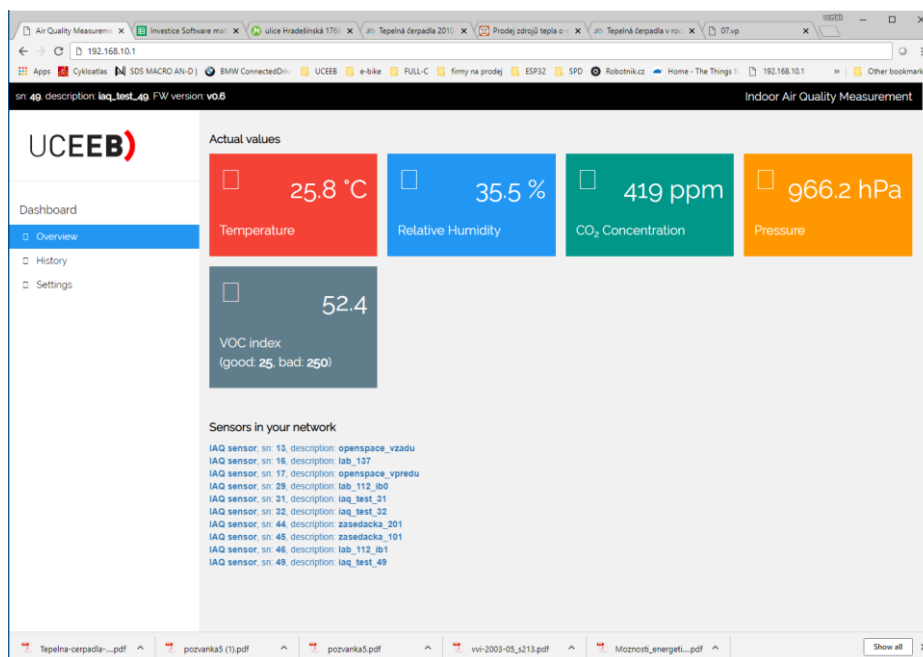 vcelbli
Air Quality Measureme
Investice Software mat
ulice Hradešínská 176
Tepelná čerpadla 2010
Prodej zdrojů tepla o v
Tepelná čerpadla v roc
07.vp
192.168.10.1
Apps
Cykloatlas
SDS MACRO AN-D |
BMW ConnectedDriv
UCEEB
e-bike
FULL-C
firmy na prodej
ESP32
SPD
Robotnik.cz
Home - The Things N
192.168.10.1
»
Other bookmark
sn: 49, description: iaq_test_49, FW version: v0.6
Indoor Air Quality Measurement
UCEEB)
Dashboard
Overview
History
Settings
Actual values
25.8 °C
Temperature
35.5 %
Relative Humidity
419 ppm
CO₂ Concentration
966.2 hPa
Pressure
52.4
VOC index
(good: 25, bad: 250)
Sensors in your network
IAQ sensor, sn: 13, description: openspace_vzadu
IAQ sensor, sn: 16, description: lab_137
IAQ sensor, sn: 17, description: openspace_vpredu
IAQ sensor, sn: 29, description: lab_112_ib0
IAQ sensor, sn: 31, description: iaq_test_31
IAQ sensor, sn: 32, description: iaq_test_32
IAQ sensor, sn: 44, description: zasedacka_201
IAQ sensor, sn: 45, description: zasedacka_101
IAQ sensor, sn: 46, description: lab_112_ib1
IAQ sensor, sn: 49, description: iaq_test_49
Tepelna-cerpadla-....pdf
pozvanka5 (1).pdf
pozvanka5.pdf
vvi-2003-05_s213.pdf
Moznosti_energeti....pdf
Show all